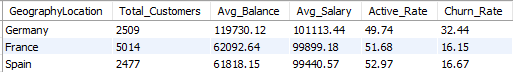 GeographyLocation Total_Customers Avg_Balance Avg_Salary Active_Rate Churn_Rate
Germany 2509 119730.12 101113.44 49.74 32.44
France 5014 62092.64 99899.18 51.68 16.15
Spain 2477 61818.15 99440.57 52.97 16.67